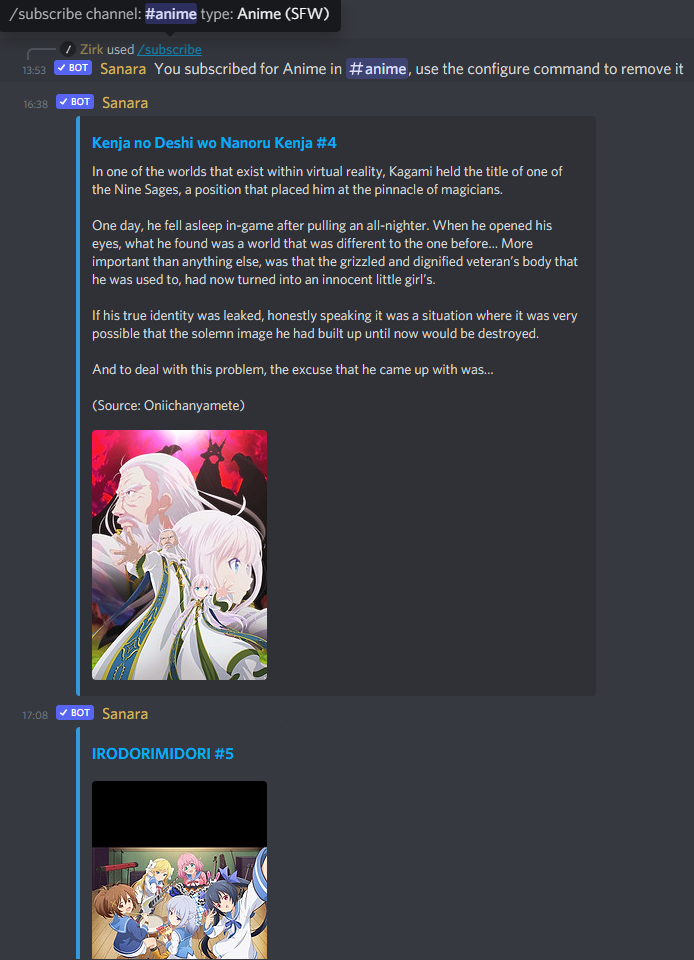 /subscribe channel: #anime type: Anime (SFW)
/ Zirk used /subscribe
13:53 ✓ BOT Sanara You subscribed for Anime in #anime, use the configure command to remove it
16:38 ✓ BOT Sanara
Kenja no Deshi wo Nanoru Kenja #4
In one of the worlds that exist within virtual reality, Kagami held the title of one of
the Nine Sages, a position that placed him at the pinnacle of magicians.
One day, he fell asleep in-game after pulling an all-nighter. When he opened his
eyes, what he found was a world that was different to the one before... More
important than anything else, was that the grizzled and dignified veteran's body that
he was used to, had now turned into an innocent little girl's.
If his true identity was leaked, honestly speaking it was a situation where it was very
possible that the solemn image he had built up until now would be destroyed.
And to deal with this problem, the excuse that he came up with was...
(Source: Oniichanyamete)
17:08 ✓ BOT Sanara
IRODORIMIDORI #5